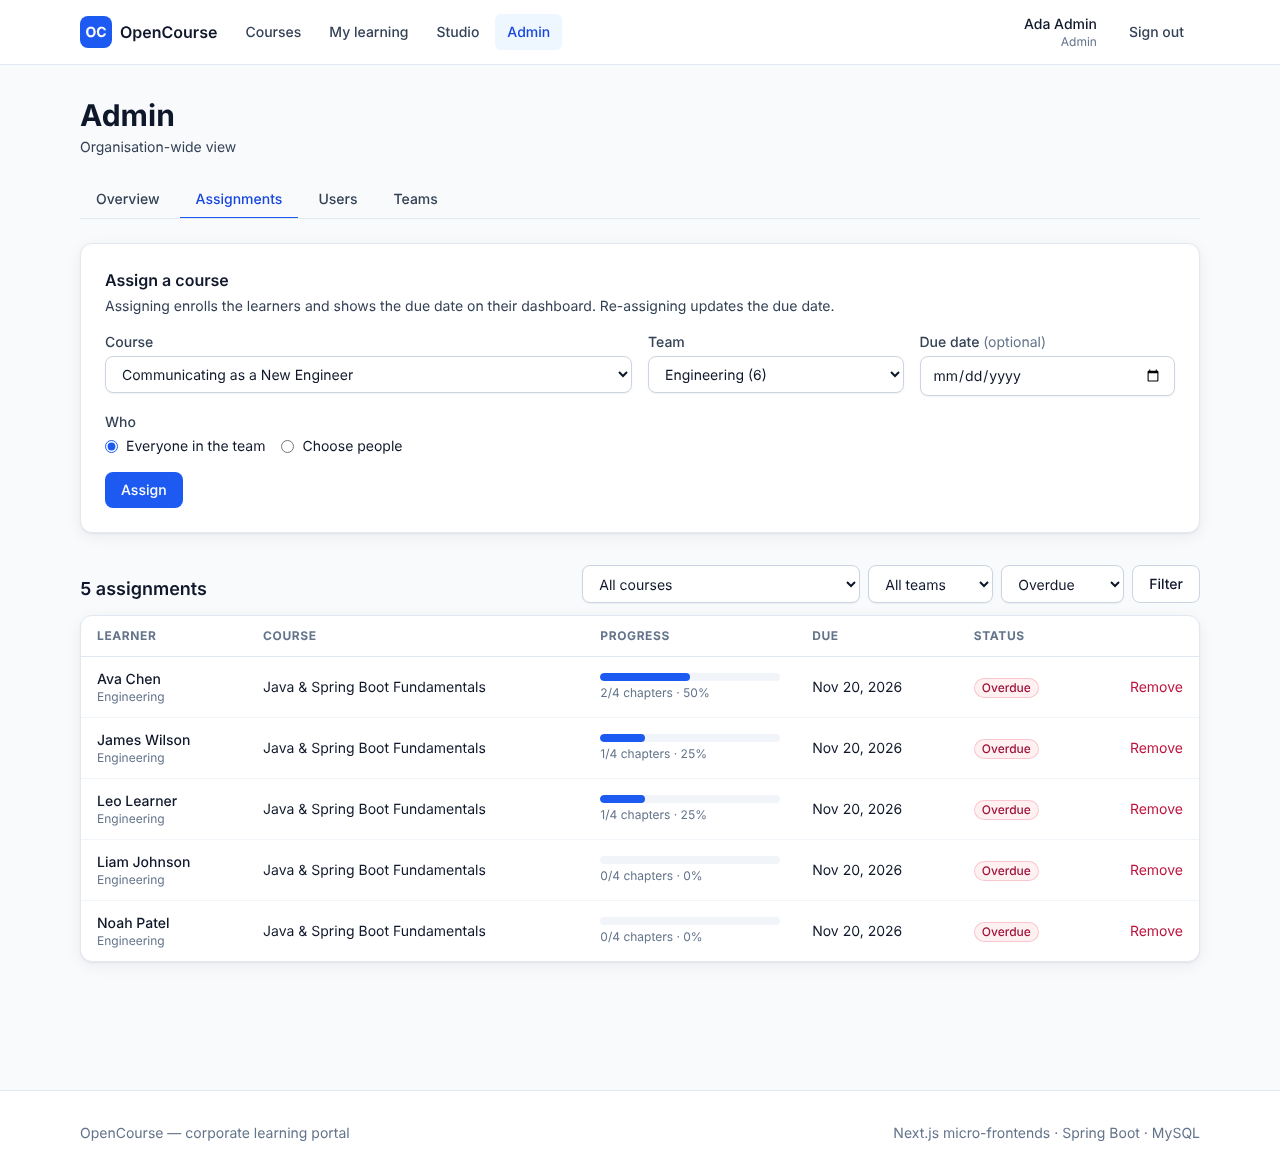 OC OpenCourse Courses My learning Studio Admin Ada Admin Admin Sign out
Admin
Organisation-wide view
Overview Assignments Users Teams
Assign a course
Assigning enrolls the learners and shows the due date on their dashboard. Re-assigning updates the due date.
Course Team Due date (optional)
Communicating as a New Engineer Engineering (6) mm/dd/yyyy
Who
Everyone in the team Choose people
Assign
5 assignments All courses All teams Overdue Filter
LEARNER COURSE PROGRESS DUE STATUS
Ava Chen
Engineering
Java & Spring Boot Fundamentals
2/4 chapters · 50%
Nov 20, 2026 Overdue Remove
James Wilson
Engineering
Java & Spring Boot Fundamentals
1/4 chapters · 25%
Nov 20, 2026 Overdue Remove
Leo Learner
Engineering
Java & Spring Boot Fundamentals
1/4 chapters · 25%
Nov 20, 2026 Overdue Remove
Liam Johnson
Engineering
Java & Spring Boot Fundamentals
0/4 chapters · 0%
Nov 20, 2026 Overdue Remove
Noah Patel
Engineering
Java & Spring Boot Fundamentals
0/4 chapters · 0%
Nov 20, 2026 Overdue Remove
OpenCourse — corporate learning portal Next.js micro-frontends · Spring Boot · MySQL